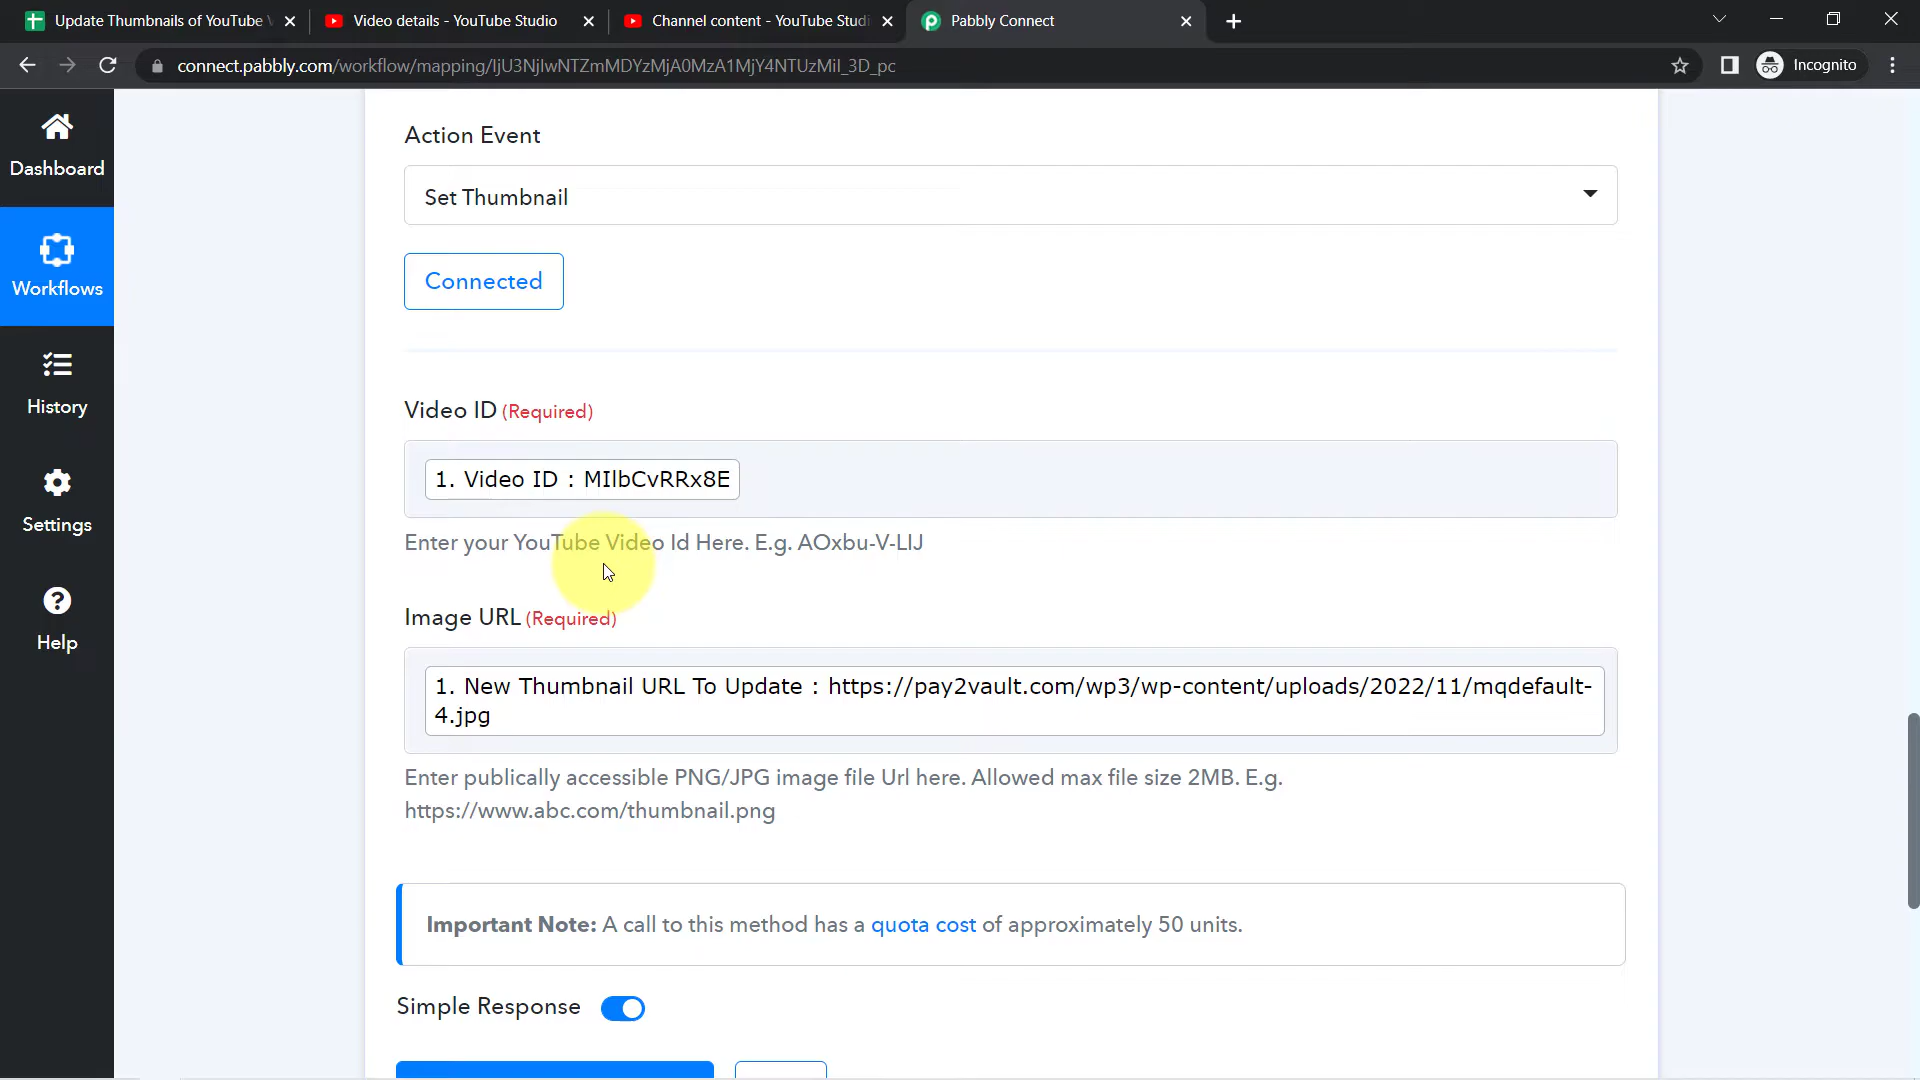 Update Thumbnails of YouTube V
Video details - YouTube Studio
Channel content - YouTube Studi
Pabbly Connect
connect.pabbly.com/workflow/mapping/IjU3NjIwNTZmMDYzMjA0MzA1MjY4NTUzMiI_3D_pc
Incognito
Dashboard
Workflows
History
Settings
Help
Action Event
Set Thumbnail
Connected
Video ID (Required)
1. Video ID : MIlbCvRRx8E
Enter your YouTube Video Id Here. E.g. AOxbu-V-LIJ
Image URL (Required)
1. New Thumbnail URL To Update : https://pay2vault.com/wp3/wp-content/uploads/2022/11/mqdefault-
4.jpg
Enter publically accessible PNG/JPG image file Url here. Allowed max file size 2MB. E.g.
https://www.abc.com/thumbnail.png
Important Note: A call to this method has a quota cost of approximately 50 units.
Simple Response